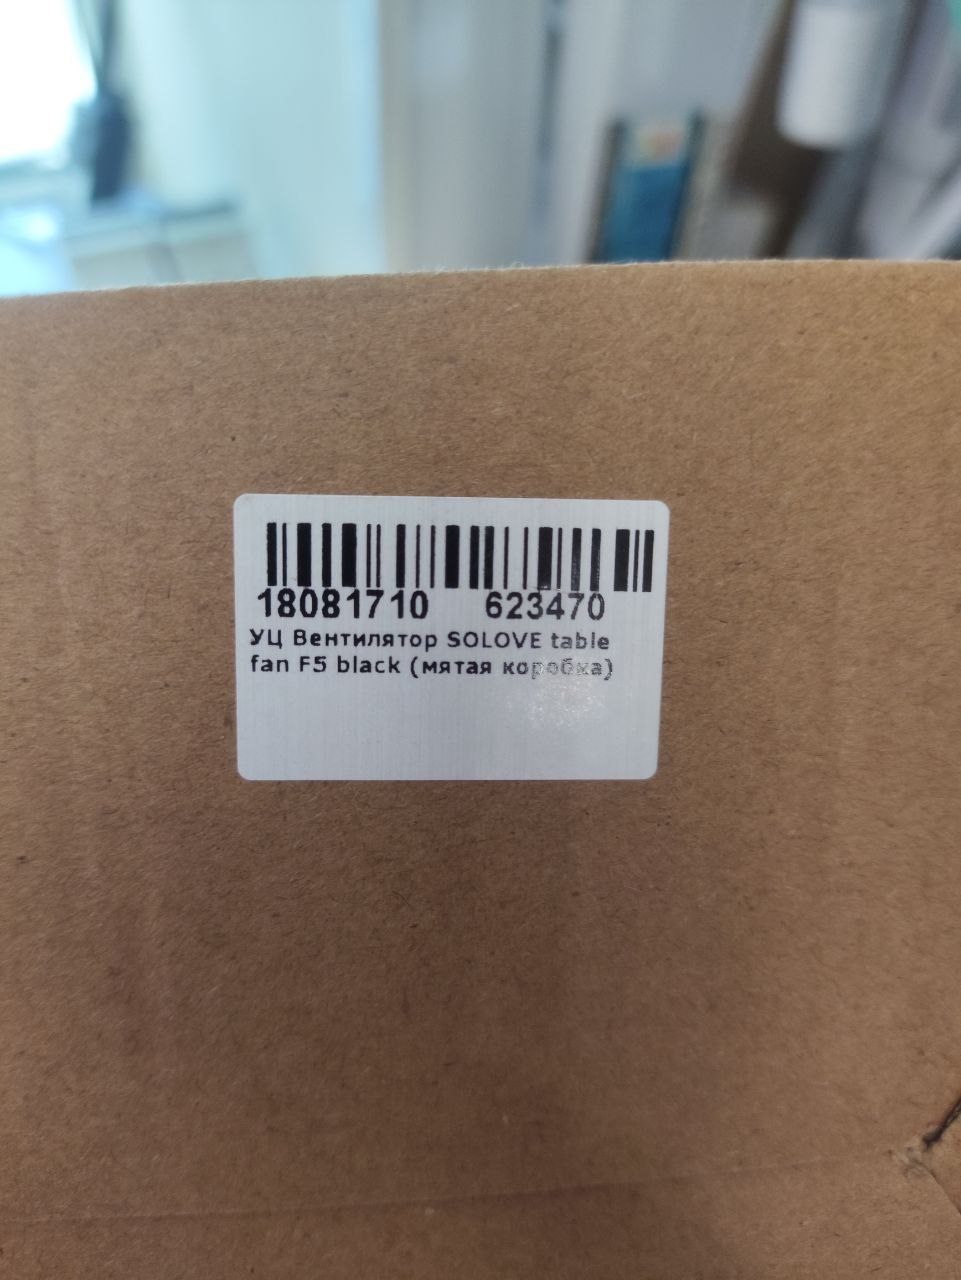 18081710 623470
УЦ Вентилятор SOLOVE table
fan F5 black (мятая коробка)